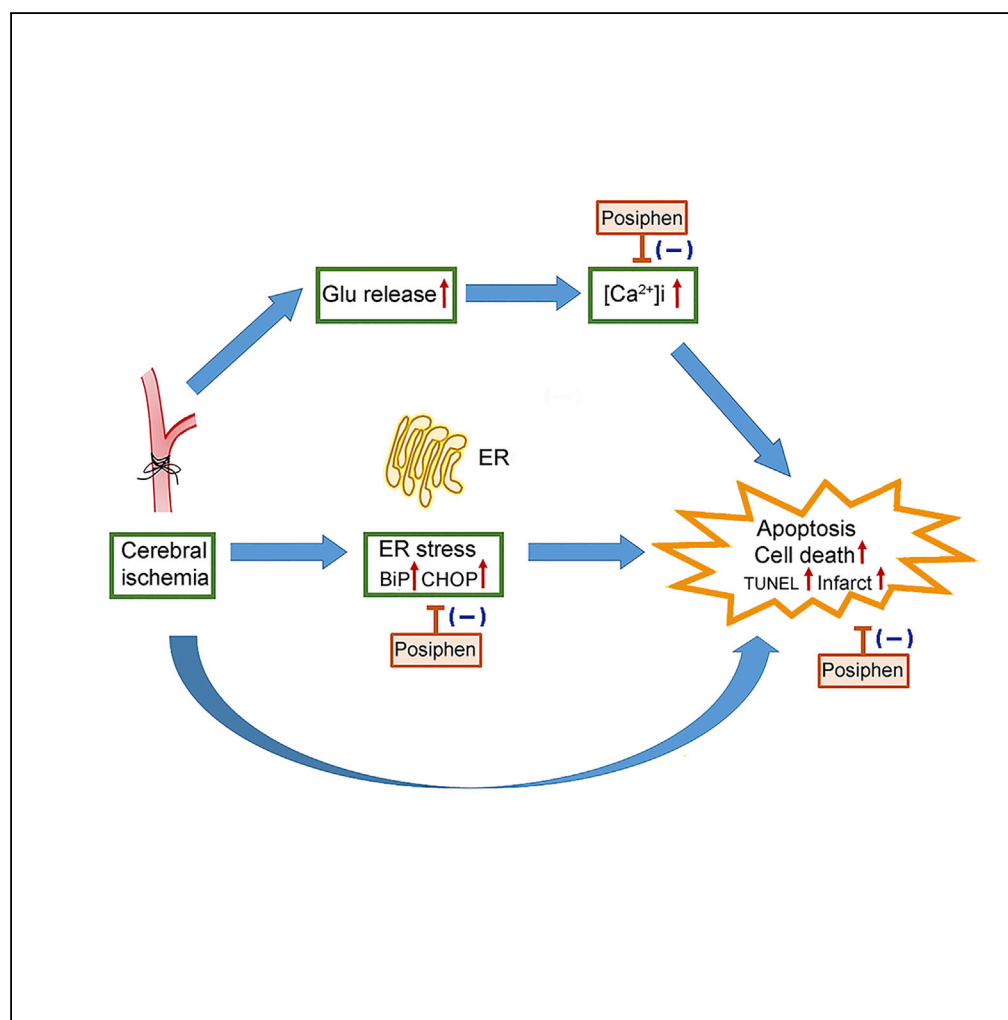 Posiphen
(−)
Glu release ↑
[Ca²⁺]i ↑
ER
Cerebral
ischemia
ER stress
BiP ↑ CHOP ↑
(−)
Posiphen
Apoptosis
Cell death ↑
TUNEL ↑ Infarct ↑
(−)
Posiphen